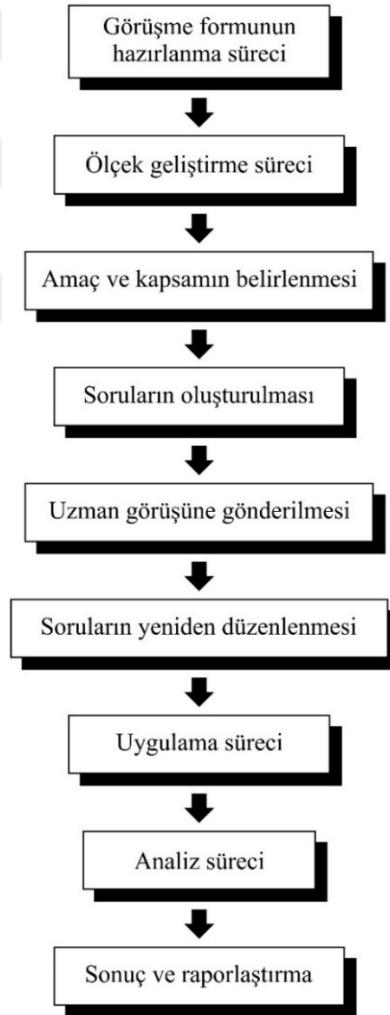 Görüşme formunun
hazırlanma süreci
Ölçek geliştirme süreci
Amaç ve kapsamın belirlenmesi
Soruların oluşturulması
Uzman görüşüne gönderilmesi
Soruların yeniden düzenlenmesi
Uygulama süreci
Analiz süreci
Sonuç ve raporlaştırma